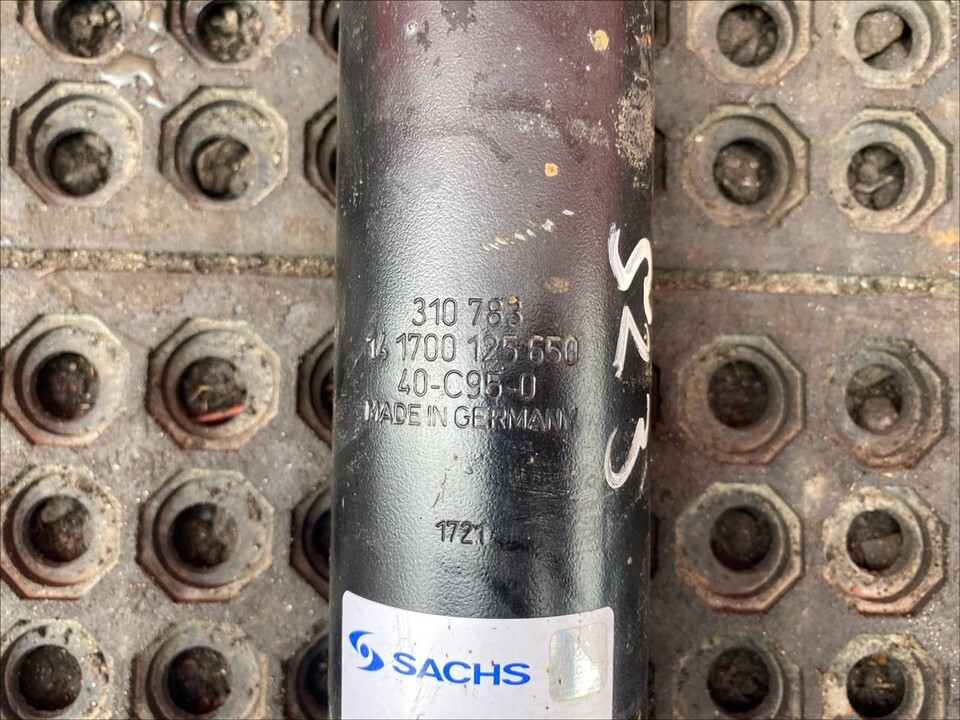 310 783
14 1700 125 650
40-C95-0
MADE IN GERMANY
1721
SACHS